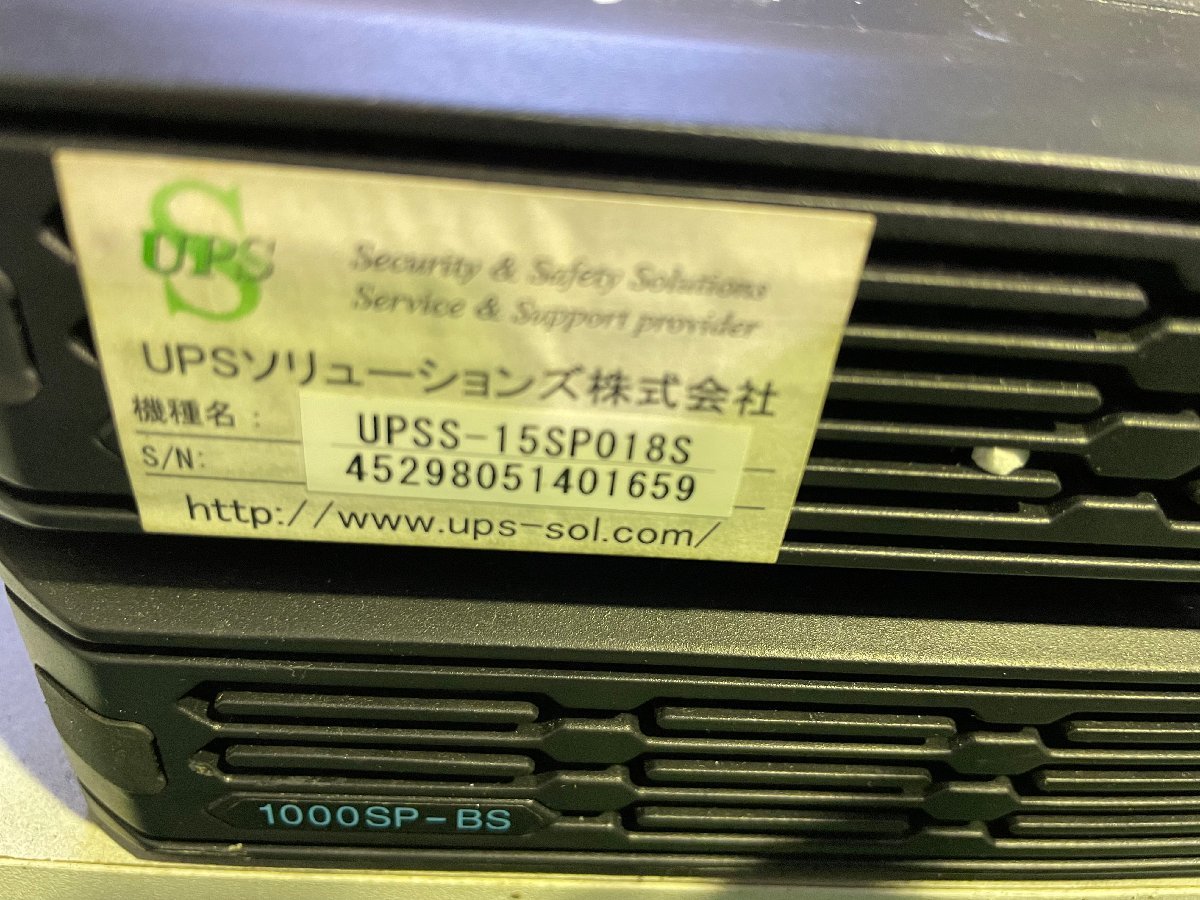 UPS
Security & Safety Solutions
Service & Support provider
UPSソリューションズ株式会社
機種名: UPSS-15SP018S
S/N: 45298051401659
http://www.ups-sol.com/
1000SP-BS